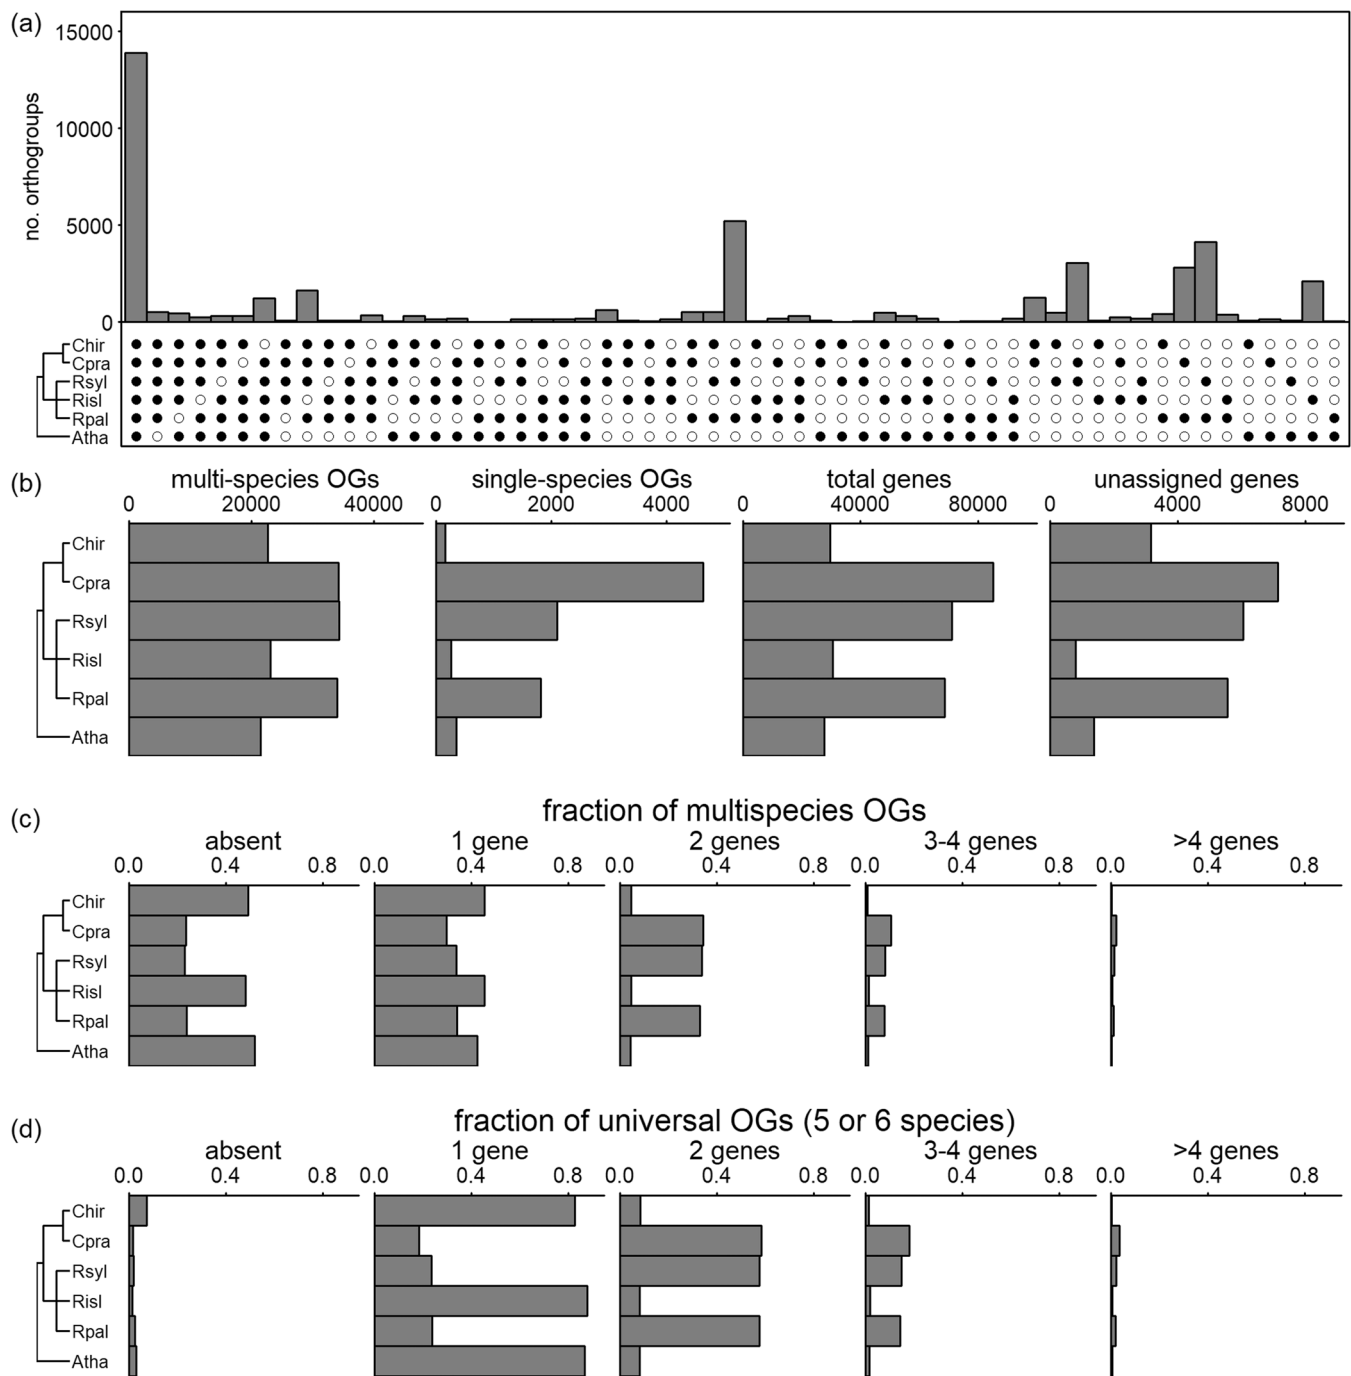 (a)
15000
10000
5000
0
no. orthogroups
Chir
Cpra
Rsyl
Risl
Rpal
Atha
(b)
multi-species OGs
single-species OGs
total genes
unassigned genes
0 20000 40000
0 2000 4000
0 40000 80000
0 4000 8000
Chir
Cpra
Rsyl
Risl
Rpal
Atha
(c)
fraction of multispecies OGs
absent
1 gene
2 genes
3-4 genes
>4 genes
0.0 0.4 0.8
0.0 0.4 0.8
0.0 0.4 0.8
0.0 0.4 0.8
0.0 0.4 0.8
Chir
Cpra
Rsyl
Risl
Rpal
Atha
(d)
fraction of universal OGs (5 or 6 species)
absent
1 gene
2 genes
3-4 genes
>4 genes
0.0 0.4 0.8
0.0 0.4 0.8
0.0 0.4 0.8
0.0 0.4 0.8
0.0 0.4 0.8
Chir
Cpra
Rsyl
Risl
Rpal
Atha